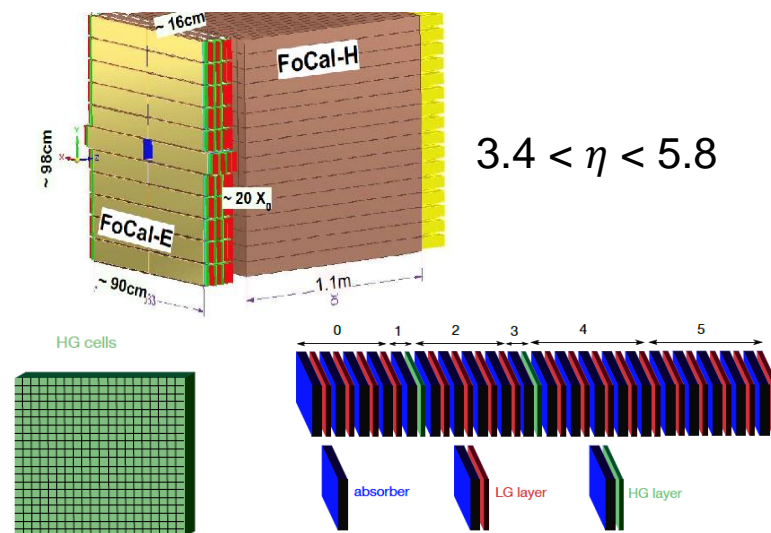 ~ 16cm
FoCal-H
~ 98cm
Y
X
Z
~ 20 X0
FoCal-E
~ 90cm
1.1m
3.4 < η < 5.8
HG cells
0 1 2 3 4 5
absorber
LG layer
HG layer